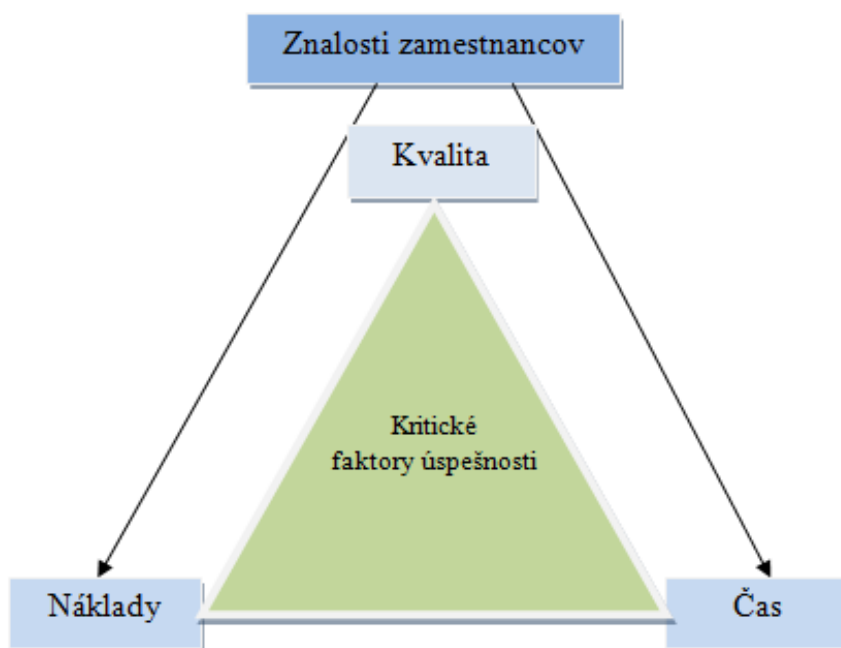 Znalosti zamestnancov
Kvalita
Kritické
faktory úspešnosti
Náklady
Čas